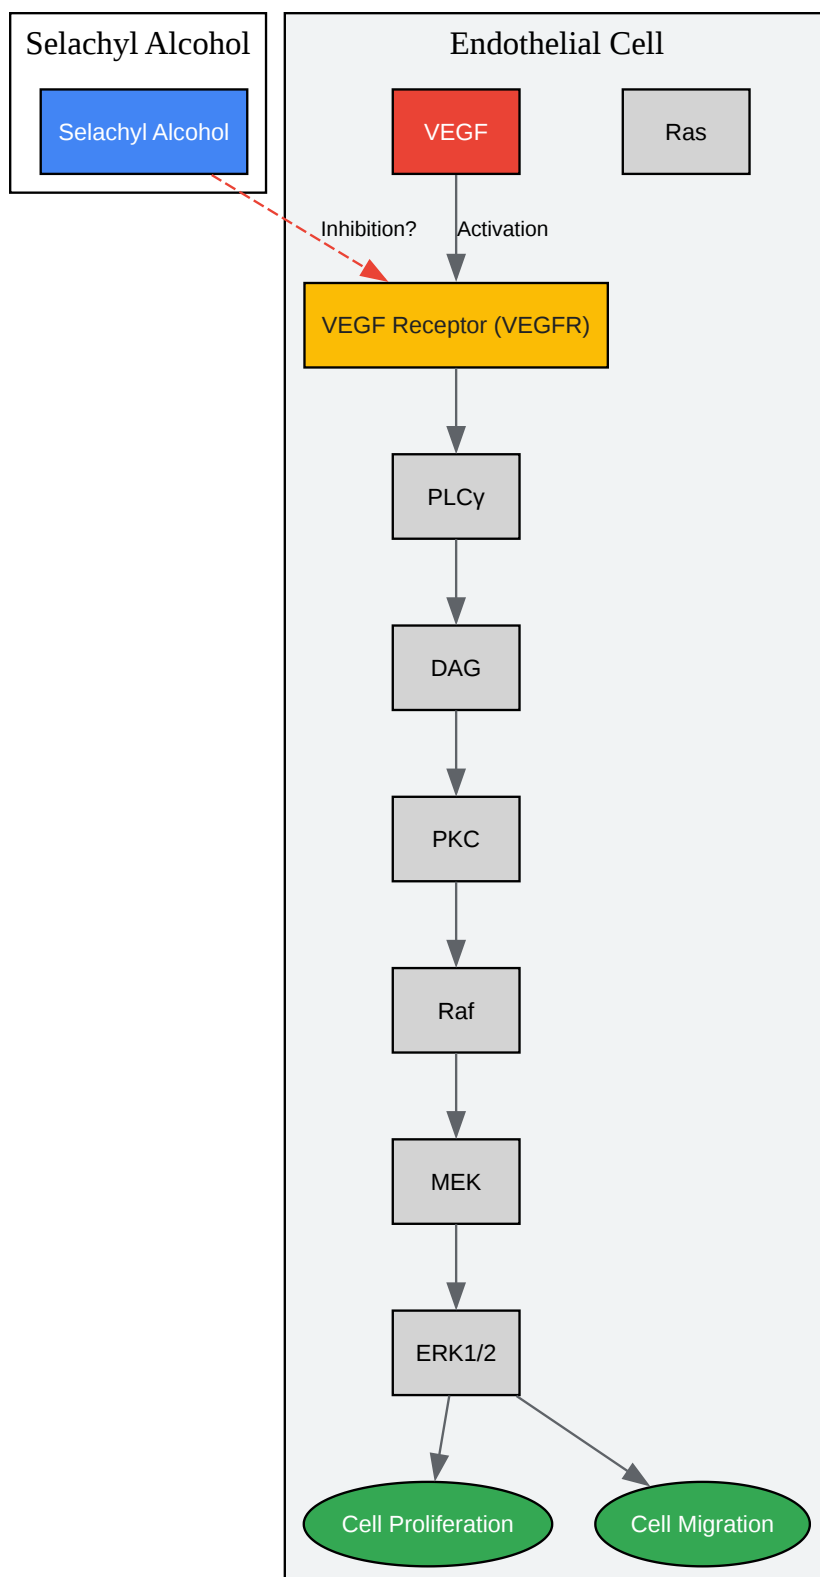 Selachyl Alcohol
Endothelial Cell
Selachyl Alcohol
VEGF
Ras
Inhibition?
Activation
VEGF Receptor (VEGFR)
PLCγ
DAG
PKC
Raf
MEK
ERK1/2
Cell Proliferation
Cell Migration